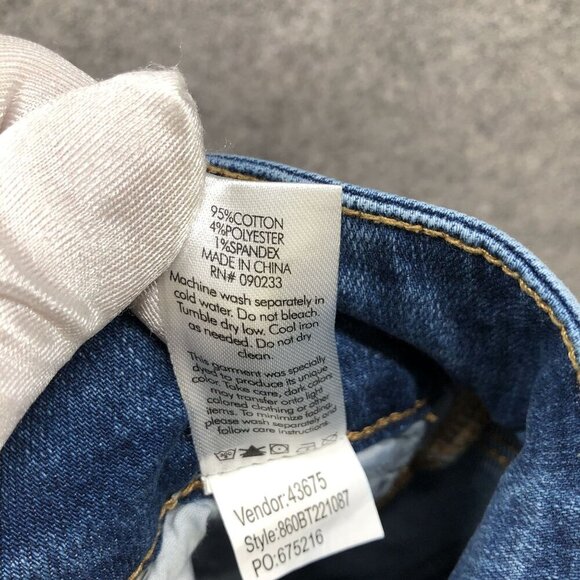 95%COTTON
4%POLYESTER
1%SPANDEX
MADE IN CHINA
RN# 090233
Machine wash separately in
cold water. Do not bleach.
Tumble dry low. Cool iron
as needed. Do not dry
clean.
This garment was specially
dyed to produce its unique
color. Take care, dark colors
may transfer onto light
colored clothing or other
items. To minimize fading,
please wash separately and
follow care instructions.
Vendor:43675
Style:860BT221087
PO:675216